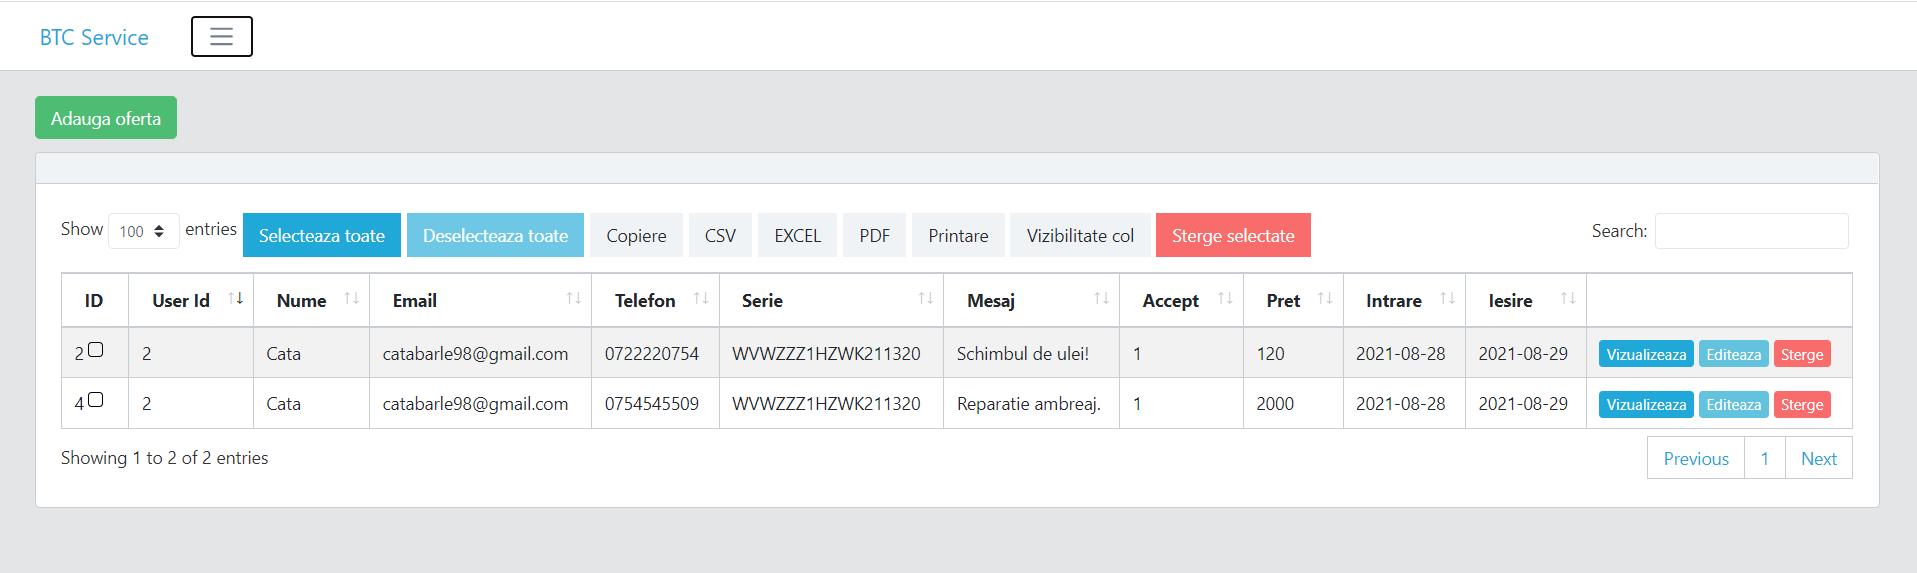 BTC Service
Adauga oferta
Show 100 entries Selecteaza toate Deselecteaza toate Copiere CSV EXCEL PDF Printare Vizibilitate col Sterge selectate Search:
ID User Id Nume Email Telefon Serie Mesaj Accept Pret Intrare Iesire
2 2 Cata catabarle98@gmail.com 0722220754 WVWZZZ1HZWK211320 Schimbul de ulei! 1 120 2021-08-28 2021-08-29 Vizualizeaza Editeaza Sterge
4 2 Cata catabarle98@gmail.com 0754545509 WVWZZZ1HZWK211320 Reparatie ambreaj. 1 2000 2021-08-28 2021-08-29 Vizualizeaza Editeaza Sterge
Showing 1 to 2 of 2 entries Previous 1 Next